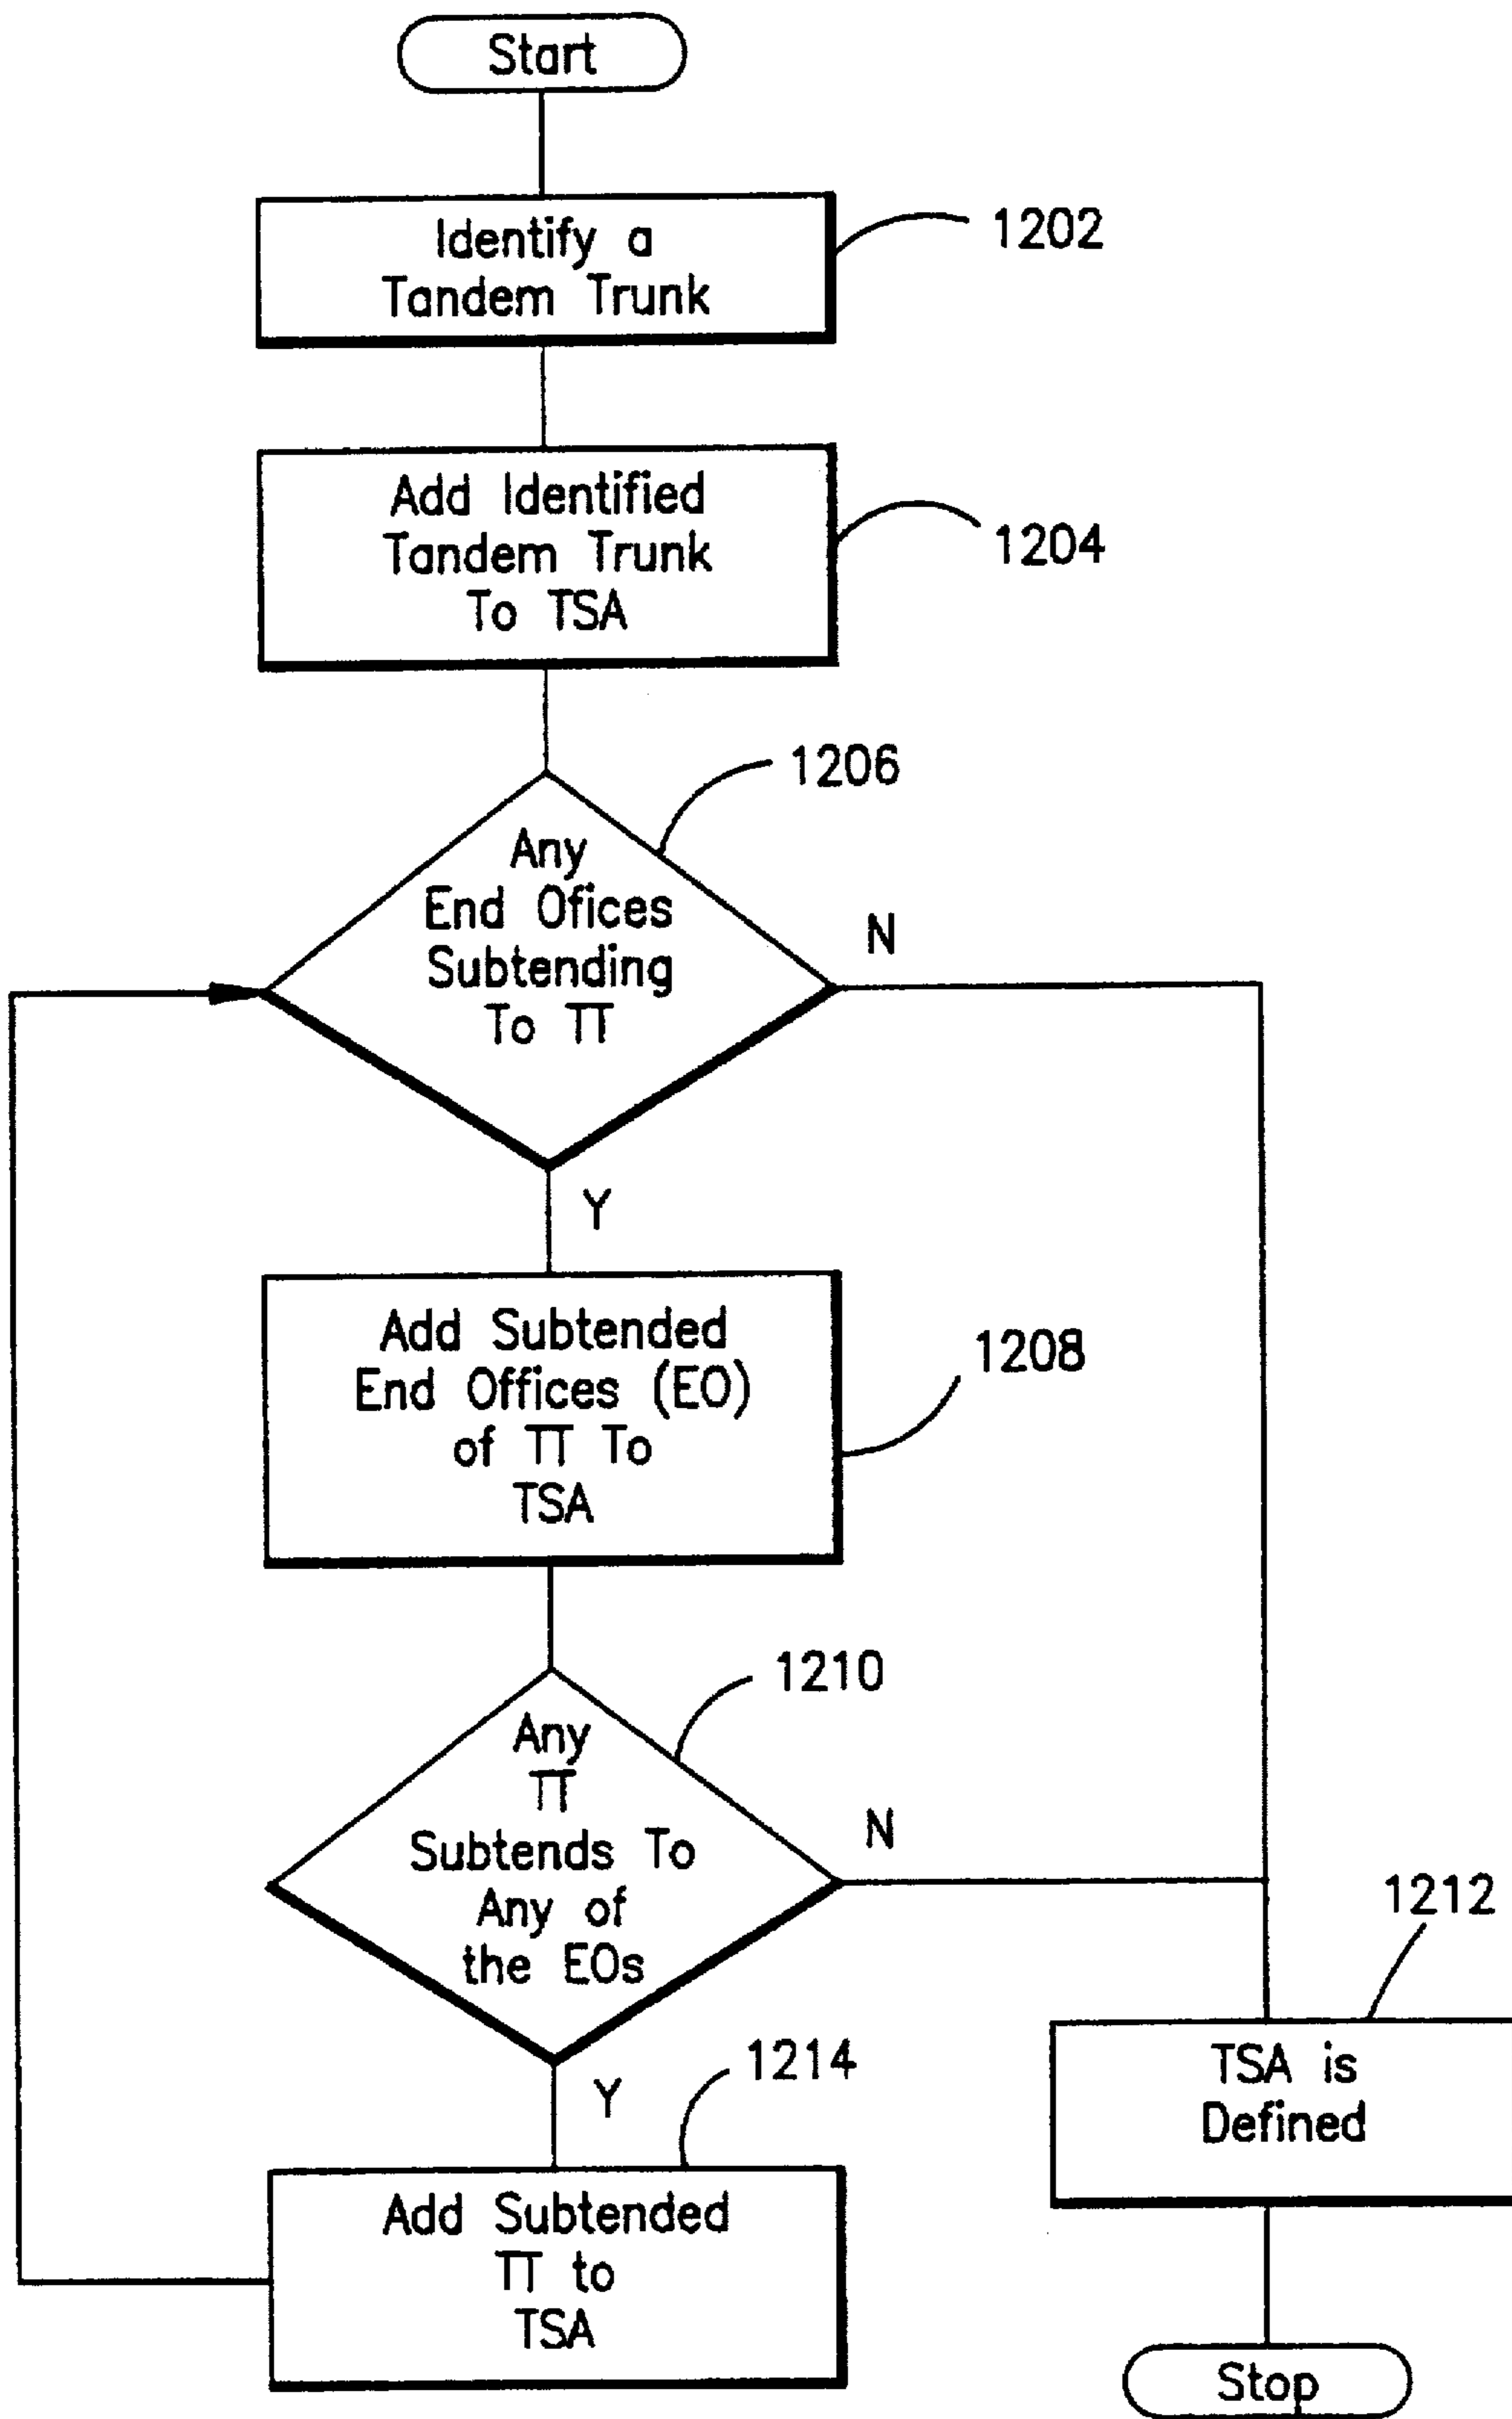 Start
Identify a
Tandem Trunk
1202
Add Identified
Tandem Trunk
To TSA
1204
Any
End Ofices
Subtending
To TT
1206
N
Y
Add Subtended
End Offices (EO)
of TT To
TSA
1208
Any
TT
Subtends To
Any of
the EOs
1210
N
Y
1212
TSA is
Defined
1214
Add Subtended
TT to
TSA
Stop